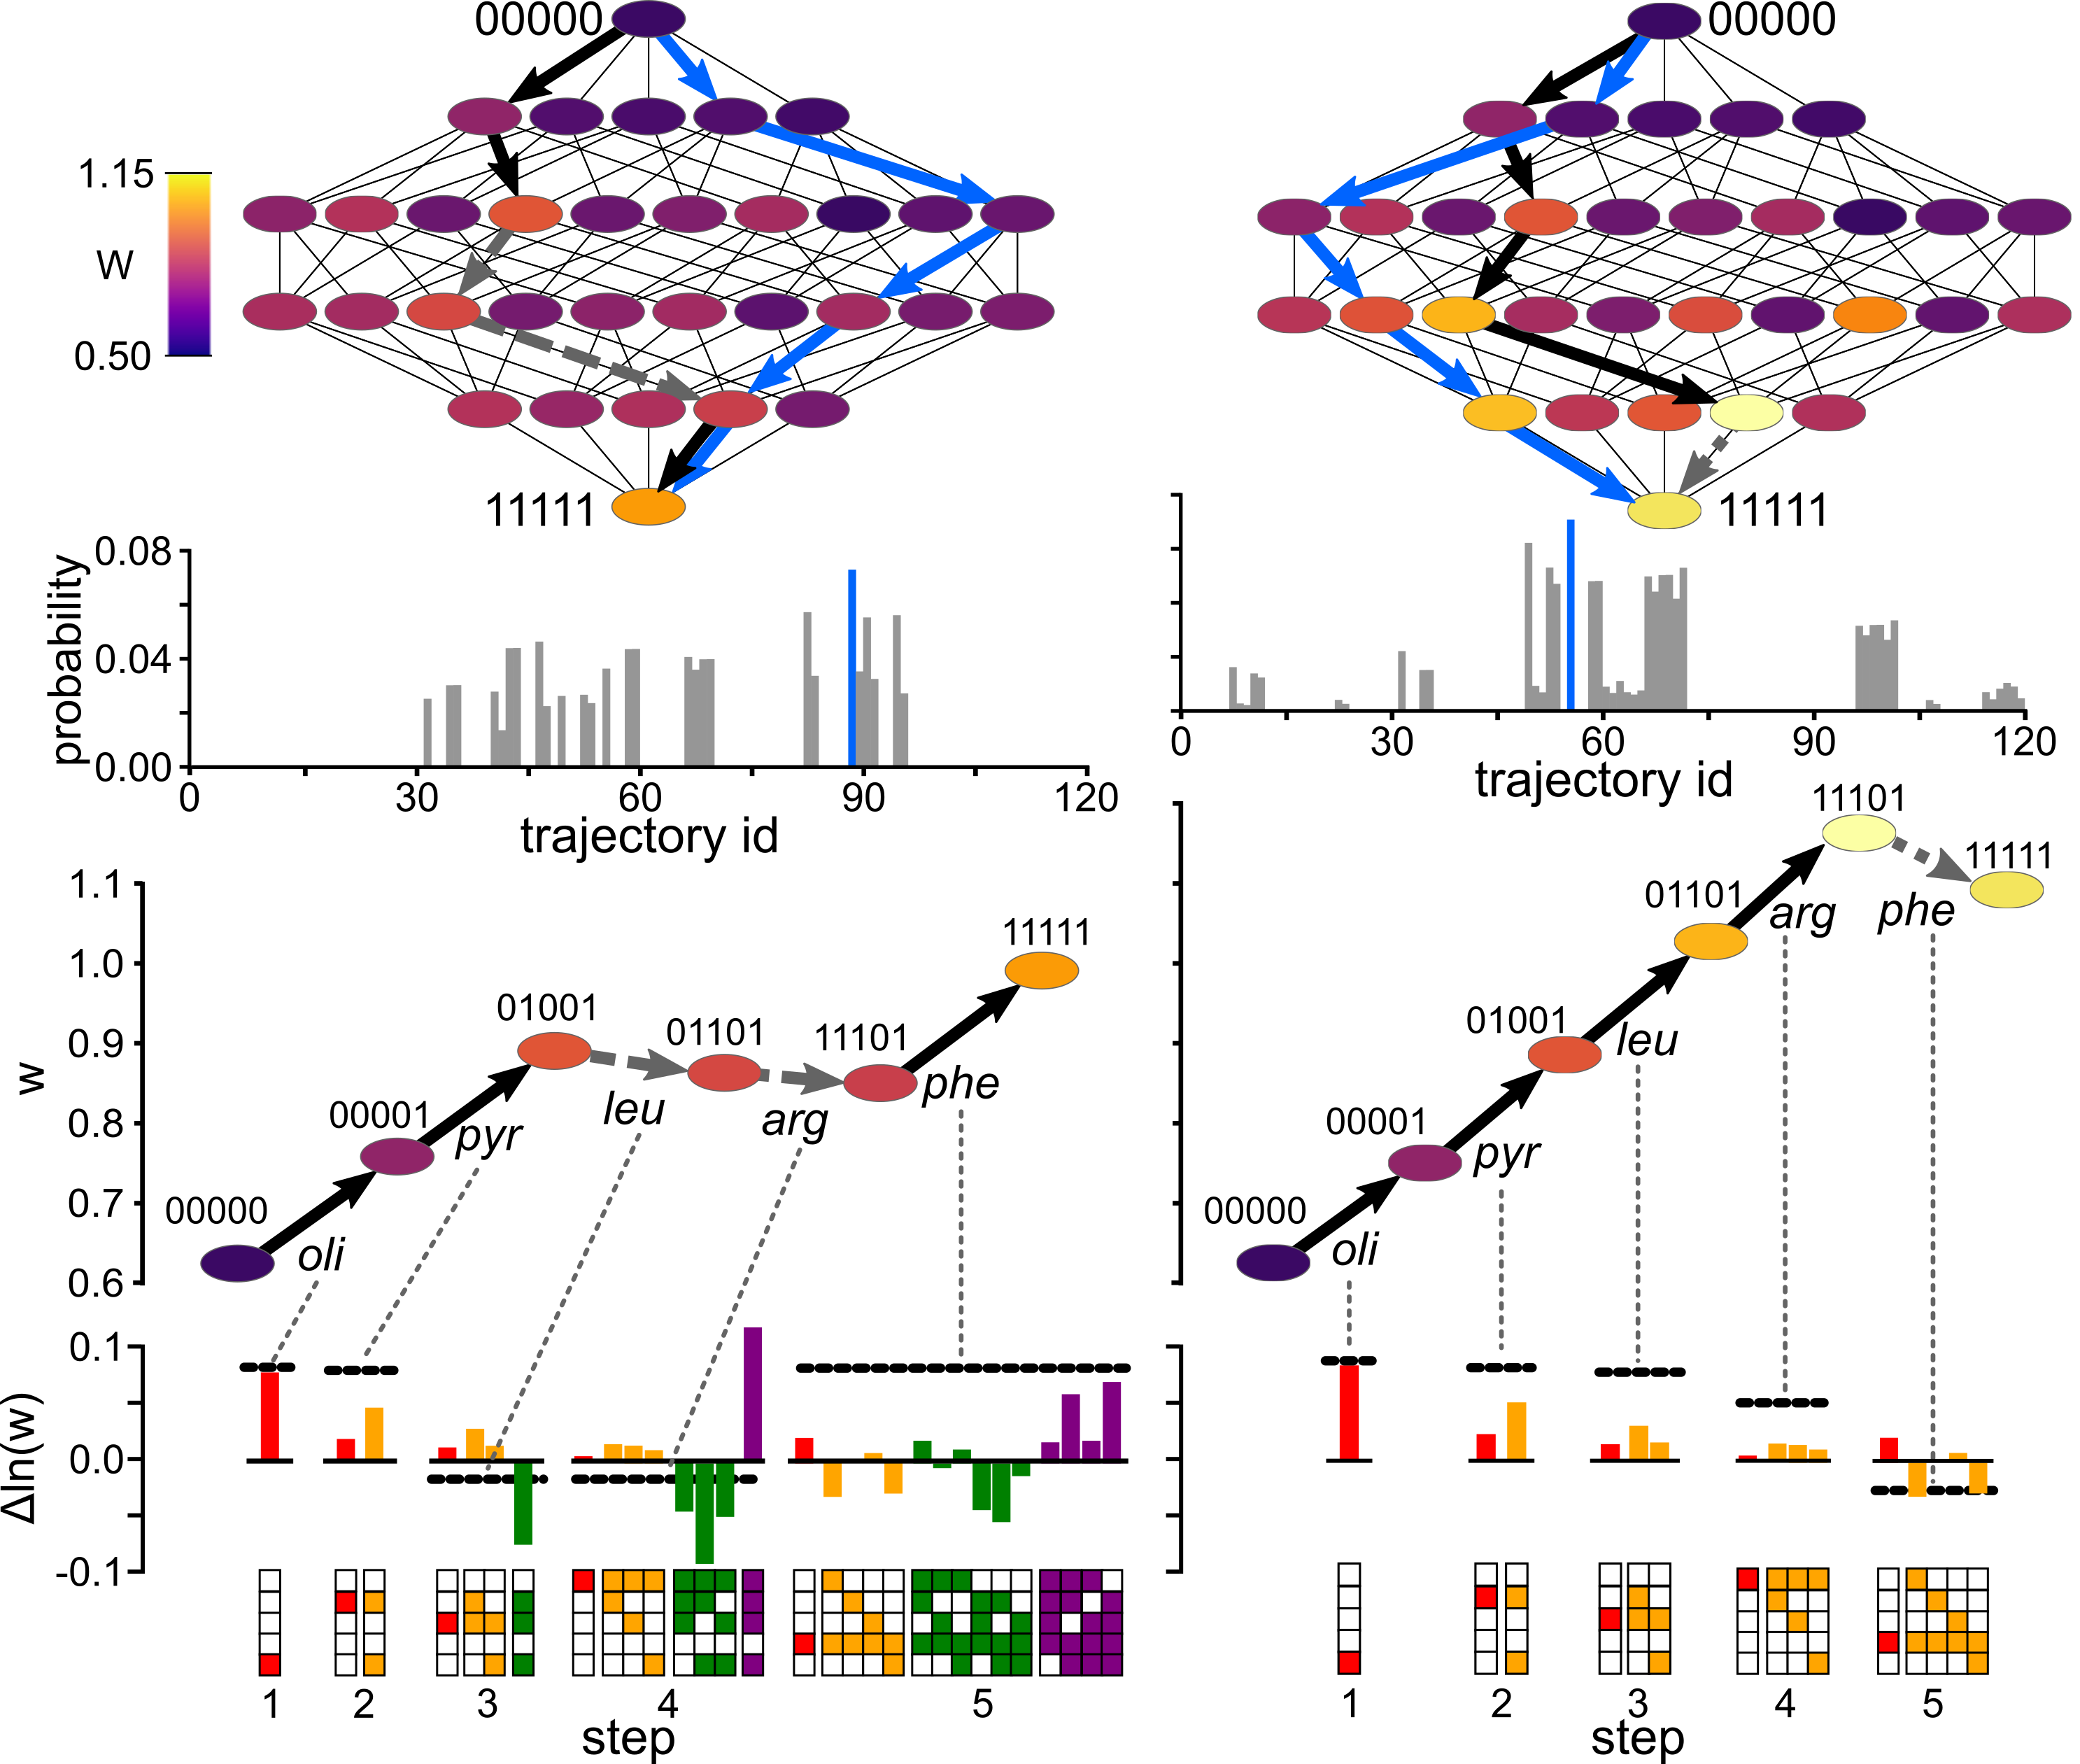 00000
00000
1.15
W
0.50
11111
11111
0.08
0.04
0.00
probability
0 30 60 90 120
trajectory id
0 30 60 90 120
trajectory id
1.1
1.0
0.9
0.8
0.7
0.6
w
00000
oli
00001
pyr
01001
leu
01101
arg
11101
phe
11111
00000
oli
00001
pyr
01001
leu
01101
arg
11101
phe
11111
0.1
0.0
-0.1
Δln(w)
1 2 3 4 5
step
1 2 3 4 5
step